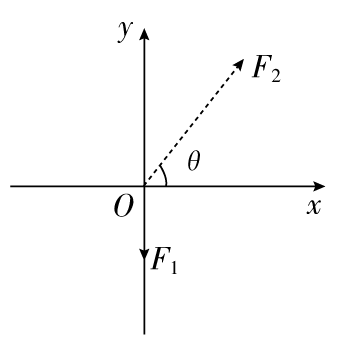 y
F₂
θ
O
x
F₁